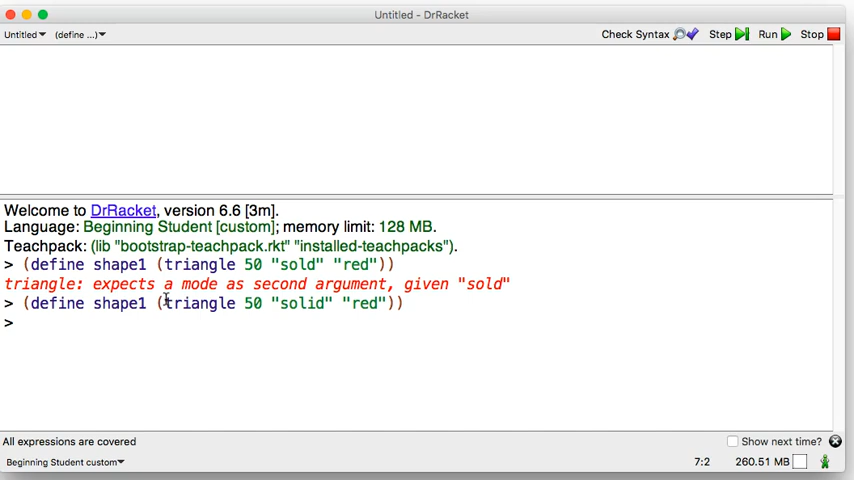 Untitled - DrRacket
Untitled (define ...) Check Syntax Step Run Stop
Welcome to DrRacket, version 6.6 [3m].
Language: Beginning Student [custom]; memory limit: 128 MB.
Teachpack: (lib "bootstrap-teachpack.rkt" "installed-teachpacks").
> (define shape1 (triangle 50 "sold" "red"))
triangle: expects a mode as second argument, given "sold"
> (define shape1 (triangle 50 "solid" "red"))
>
All expressions are covered Show next time?
Beginning Student custom 7:2 260.51 MB